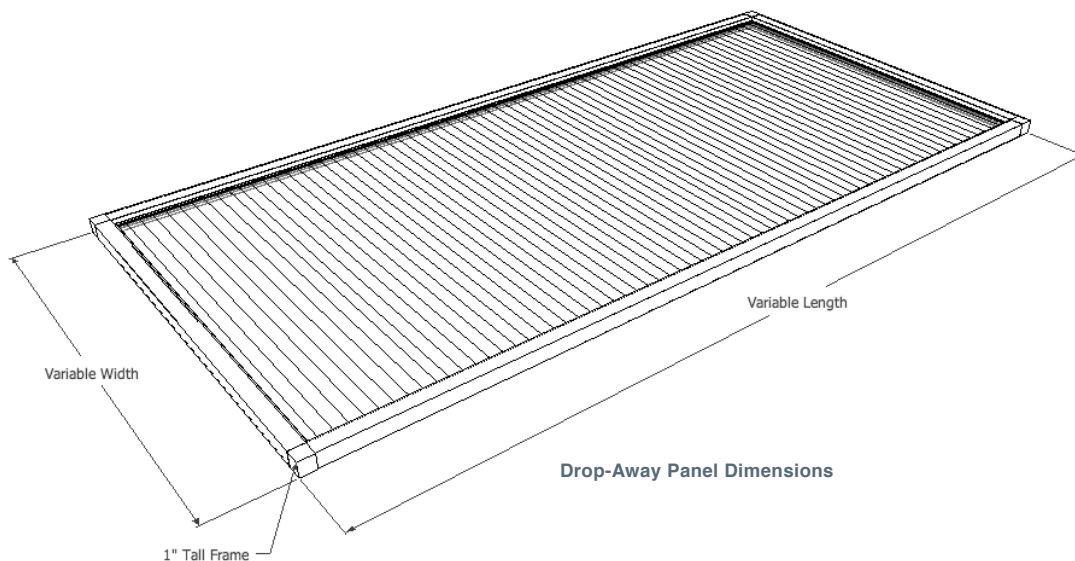 Variable Length
Variable Width
Drop-Away Panel Dimensions
1" Tall Frame